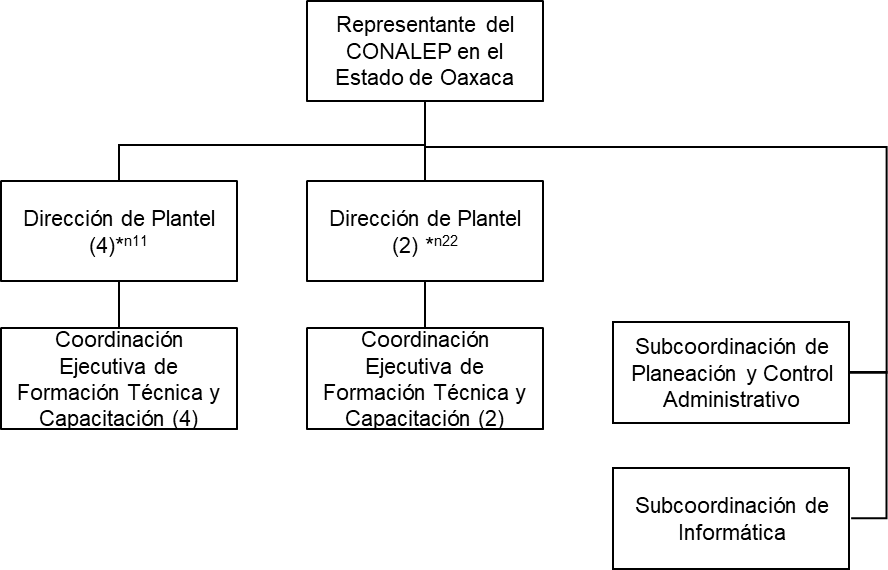 Representante del
CONALEP en el
Estado de Oaxaca
Dirección de Plantel
(4)*n11
Dirección de Plantel
(2) *n22
Coordinación
Ejecutiva de
Formación Técnica y
Capacitación (4)
Coordinación
Ejecutiva de
Formación Técnica y
Capacitación (2)
Subcoordinación de
Planeación y Control
Administrativo
Subcoordinación de
Informática